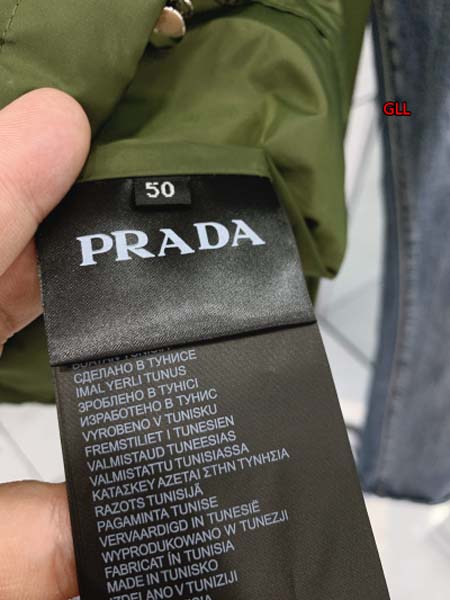 GLL
50
PRADA
СДЕЛАНО В ТУНИСЕ
IMAL YERLI TUNUS
ЗРОБЛЕНО В ТУНІСІ
ИЗРАБОТЕНО В ТУНИС
VYROBENO V TUNISKU
FREMSTILLET I TUNESIEN
VALMISTAUD TUNEESIAS
VALMISTATTU TUNISIASSA
ΚΑΤΑΣΚΕΥ ΑΖΕΤΑΙ ΣΤΗΝ ΤΥΝΗΣΙΑ
RAZOTS TUNISIJĀ
PAGAMINTA TUNISE
VERVAARDIGD IN TUNESIË
WYPRODUKOWANO W TUNEZJI
FABRICAT ÎN TUNISIA
MADE IN TUNISKO
IZDELANO V TUNIZIJI